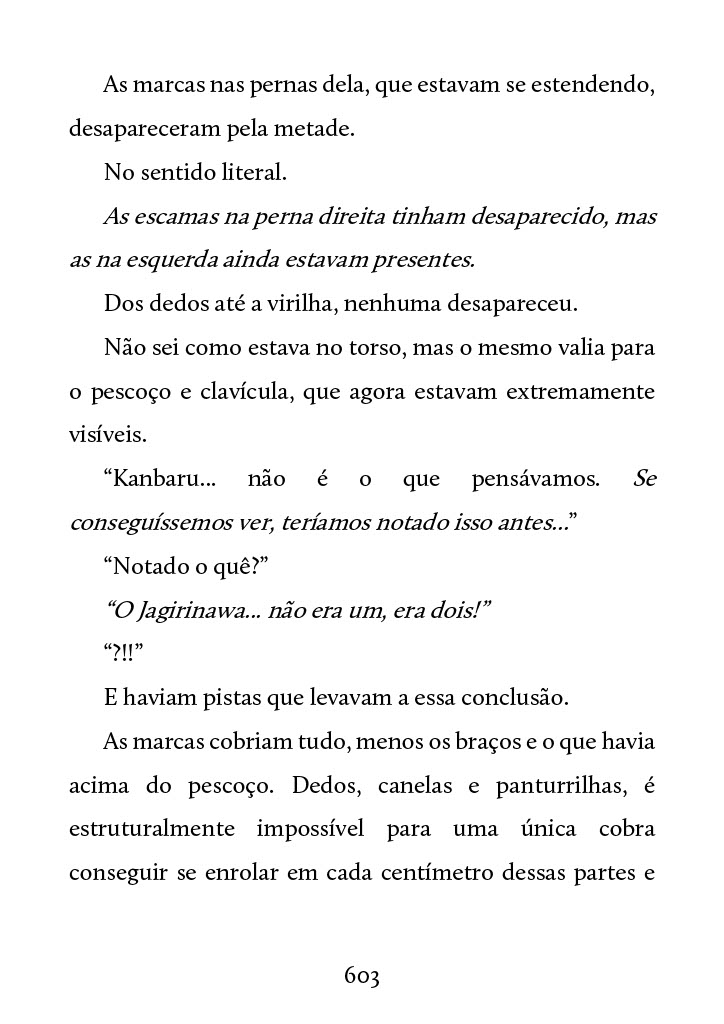 As marcas nas pernas dela, que estavam se estendendo,
desapareceram pela metade.
No sentido literal.
As escamas na perna direita tinham desaparecido, mas
as na esquerda ainda estavam presentes.
Dos dedos até a virilha, nenhuma desapareceu.
Não sei como estava no torso, mas o mesmo valia para
o pescoço e clavícula, que agora estavam extremamente
visíveis.
“Kanbaru... não é o que pensávamos. Se
conseguíssemos ver, teríamos notado isso antes...”
“Notado o quê?”
“O Jagirinawa... não era um, era dois!”
“?!!”
E haviam pistas que levavam a essa conclusão.
As marcas cobriam tudo, menos os braços e o que havia
acima do pescoço. Dedos, canelas e panturrilhas, é
estruturalmente impossível para uma única cobra
conseguir se enrolar em cada centímetro dessas partes e
603